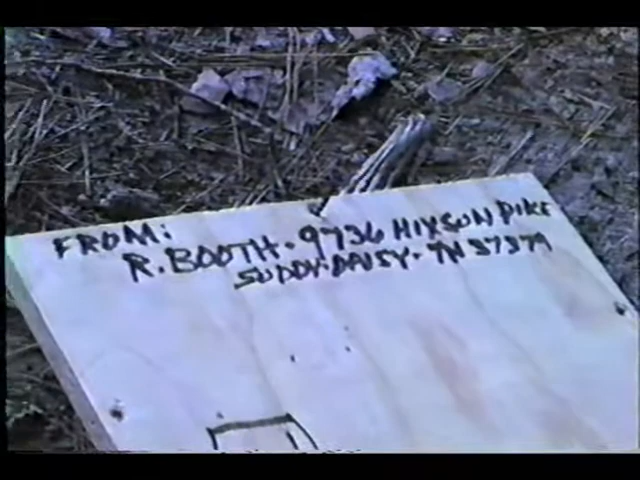 FROM:
R. BOOTH. 9736 HIXSON PIKE
SODDY. DAISY. TN 37379